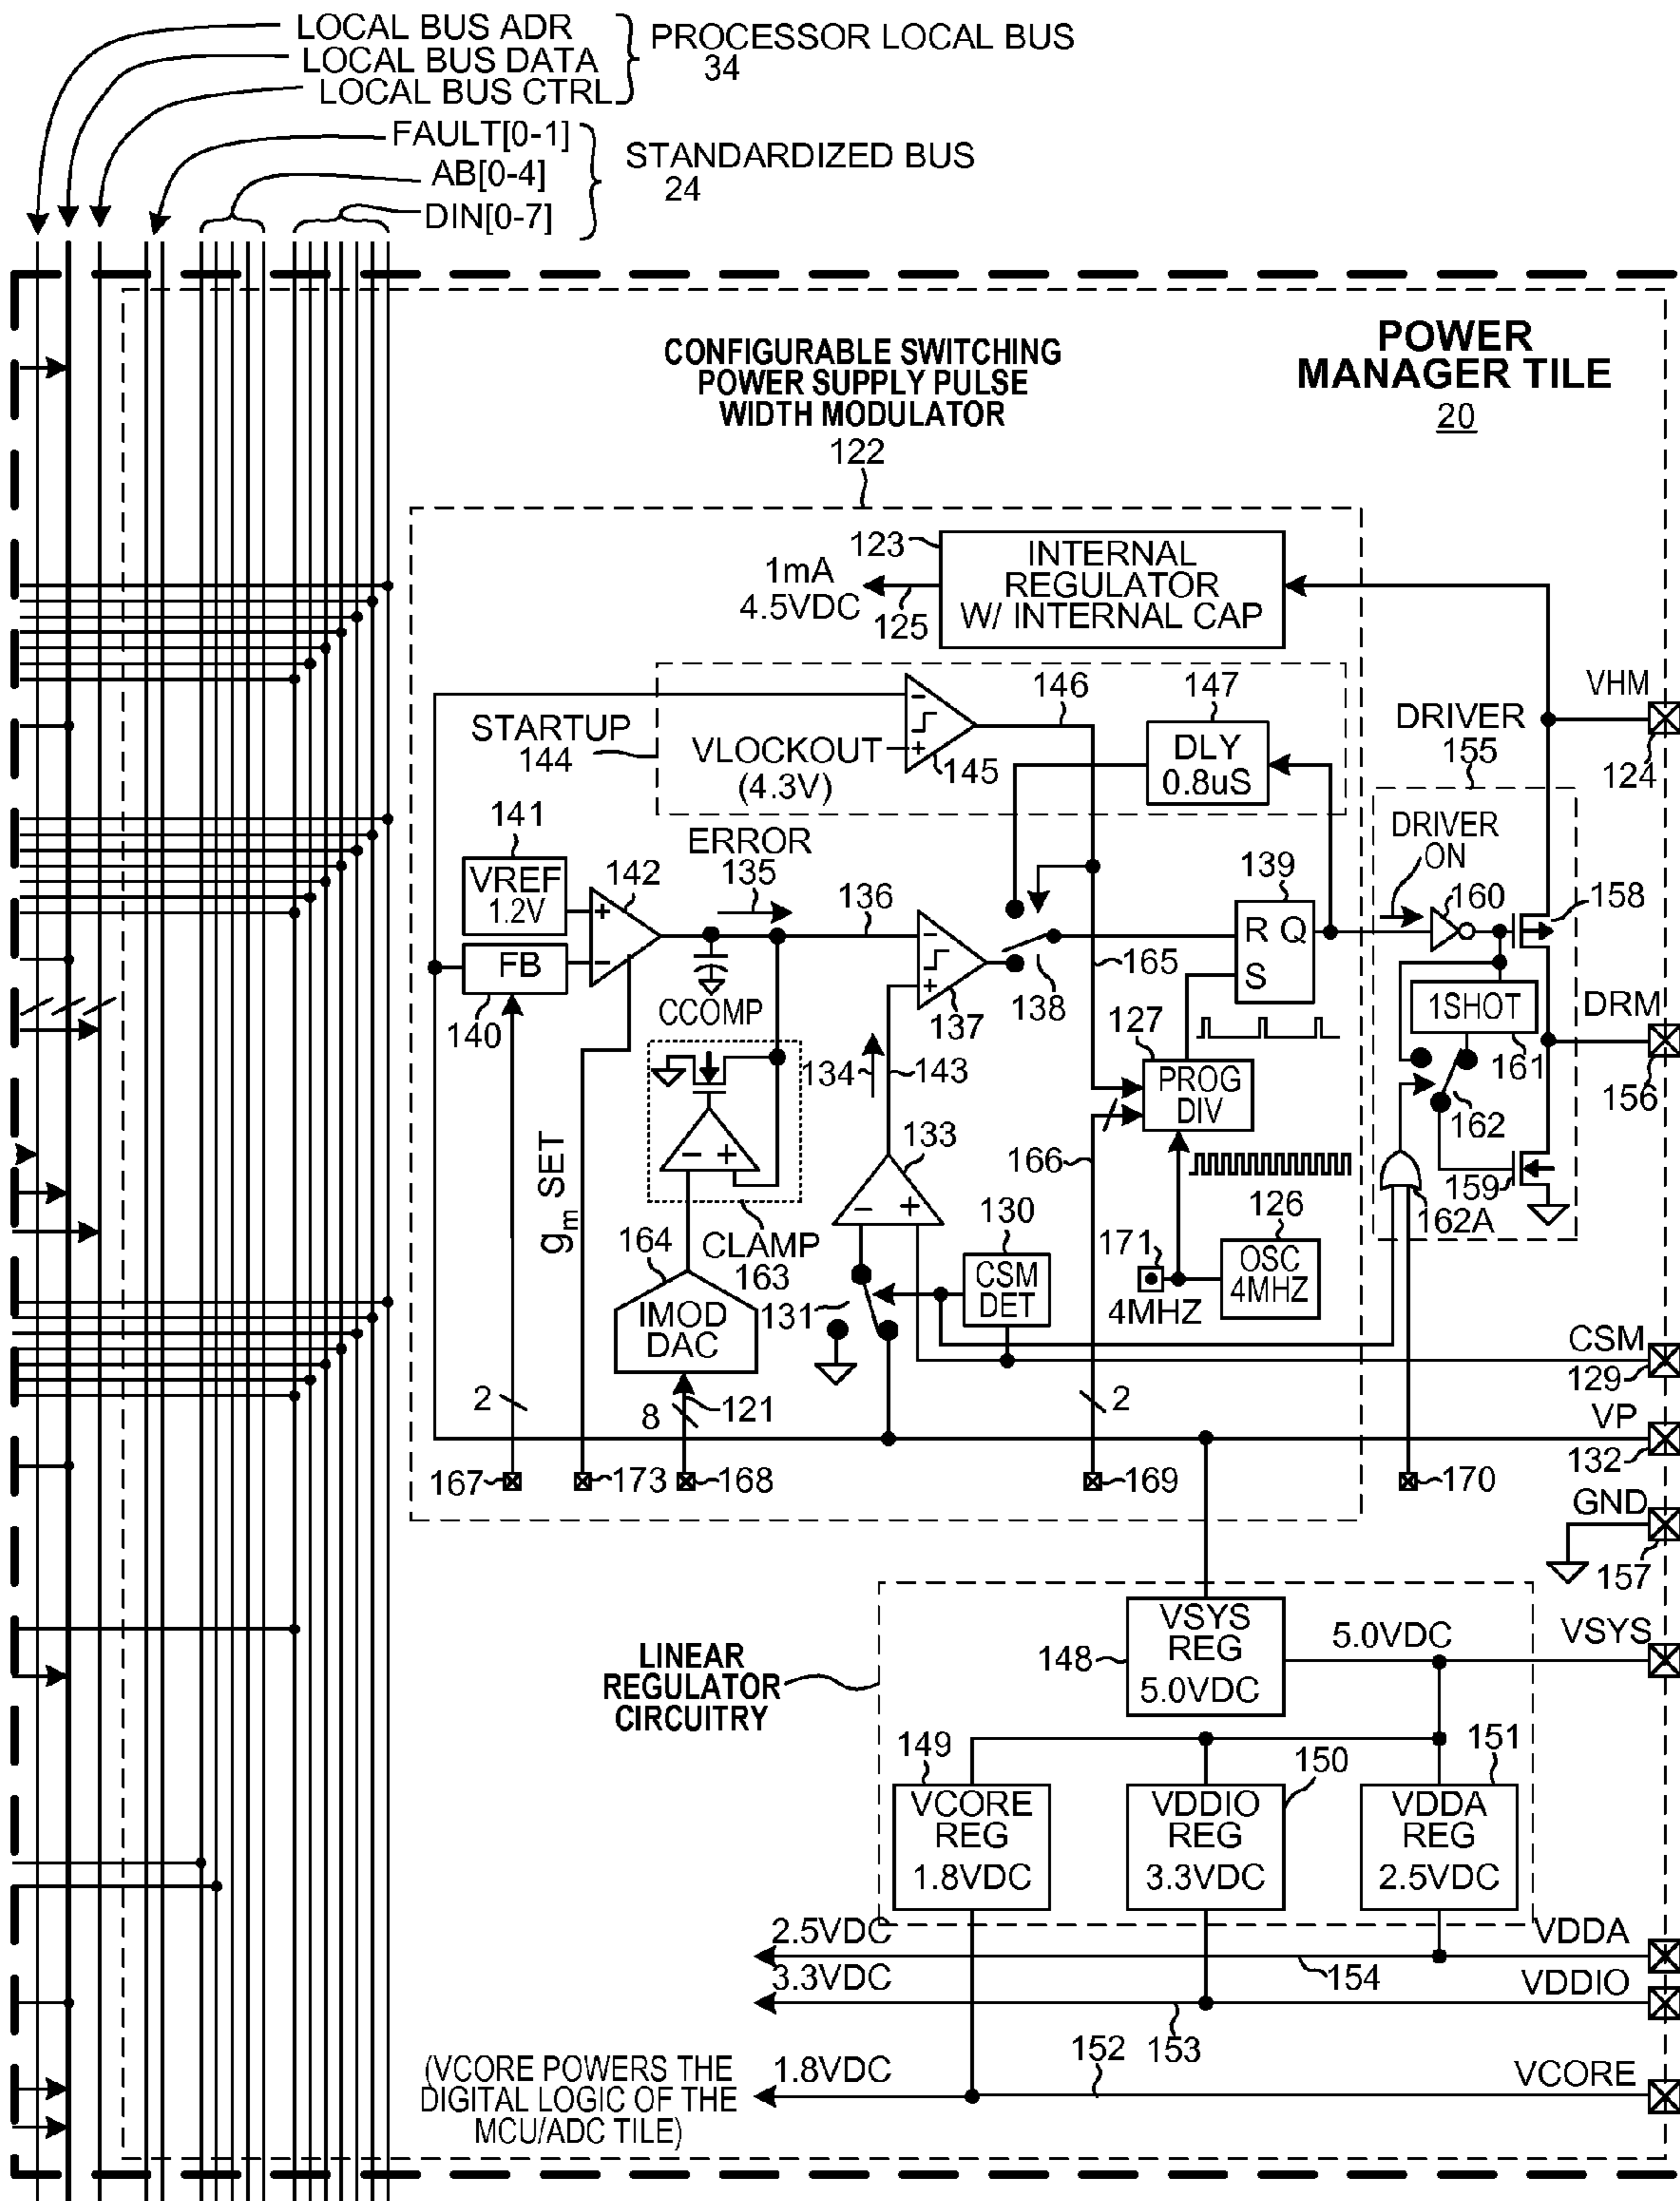 LOCAL BUS ADR
LOCAL BUS DATA
LOCAL BUS CTRL
PROCESSOR LOCAL BUS
34
FAULT[0-1]
AB[0-4]
DIN[0-7]
STANDARDIZED BUS
24
POWER
MANAGER TILE
20
CONFIGURABLE SWITCHING
POWER SUPPLY PULSE
WIDTH MODULATOR
122
123
INTERNAL
REGULATOR
W/ INTERNAL CAP
1mA
4.5VDC
125
VHM
124
STARTUP
144
VLOCKOUT
(4.3V)
-
+
145
146
147
DLY
0.8uS
DRIVER
155
DRIVER
ON
160
158
141
VREF
1.2V
142
+
-
FB
140
ERROR
135
136
CCOMP
-
+
137
138
165
139
R Q
S
1SHOT
161
DRM
156
162
162A
159
134
143
127
PROG
DIV
133
-
+
166
gm SET
164
IMOD
DAC
- +
CLAMP
163
131
130
CSM
DET
171
4MHZ
126
OSC
4MHZ
CSM
129
2
8
121
2
VP
132
167
173
168
169
170
GND
157
LINEAR
REGULATOR
CIRCUITRY
148
VSYS
REG
5.0VDC
5.0VDC
VSYS
149
VCORE
REG
1.8VDC
150
VDDIO
REG
3.3VDC
151
VDDA
REG
2.5VDC
2.5VDC
154
VDDA
3.3VDC
153
VDDIO
1.8VDC
152
VCORE
(VCORE POWERS THE
DIGITAL LOGIC OF THE
MCU/ADC TILE)